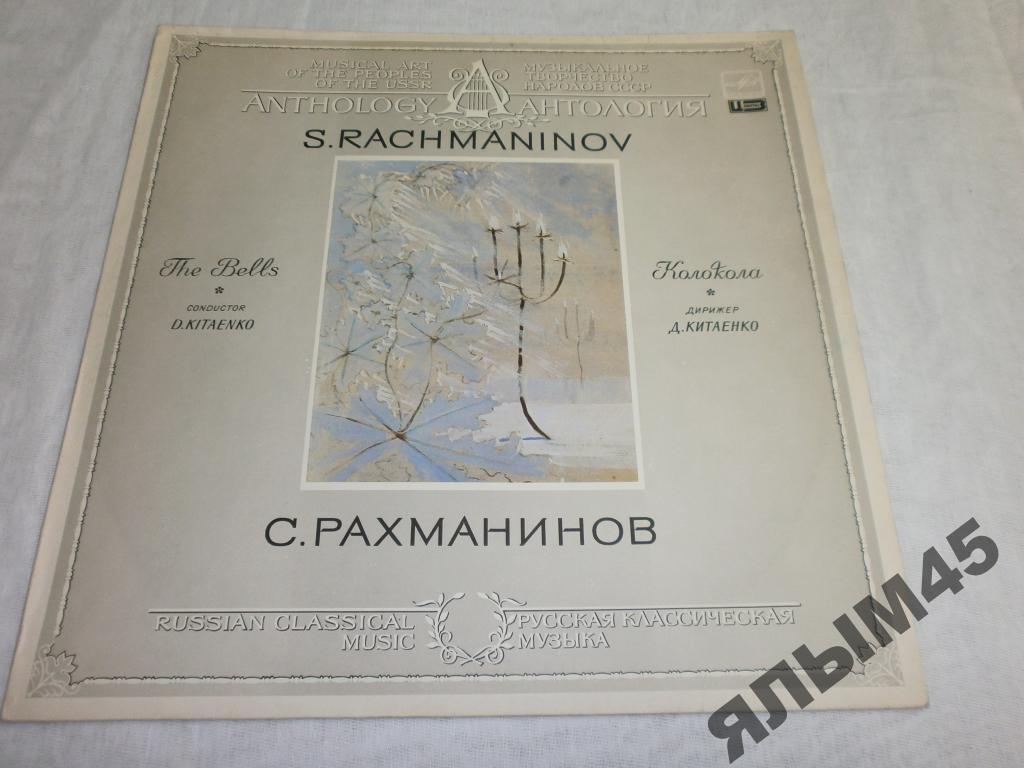 MUSICAL ART
OF THE PEOPLES
OF THE USSR
ANTHOLOGY
МУЗЫКАЛЬНОЕ
ТВОРЧЕСТВО
НАРОДОВ СССР
АНТОЛОГИЯ
S.RACHMANINOV
The Bells
*
CONDUCTOR
D.KITAENKO
Колокола
*
ДИРИЖЕР
Д.КИТАЕНКО
С.РАХМАНИНОВ
RUSSIAN CLASSICAL
MUSIC
РУССКАЯ КЛАССИЧЕСКАЯ
МУЗЫКА
ЯЛЫМ45